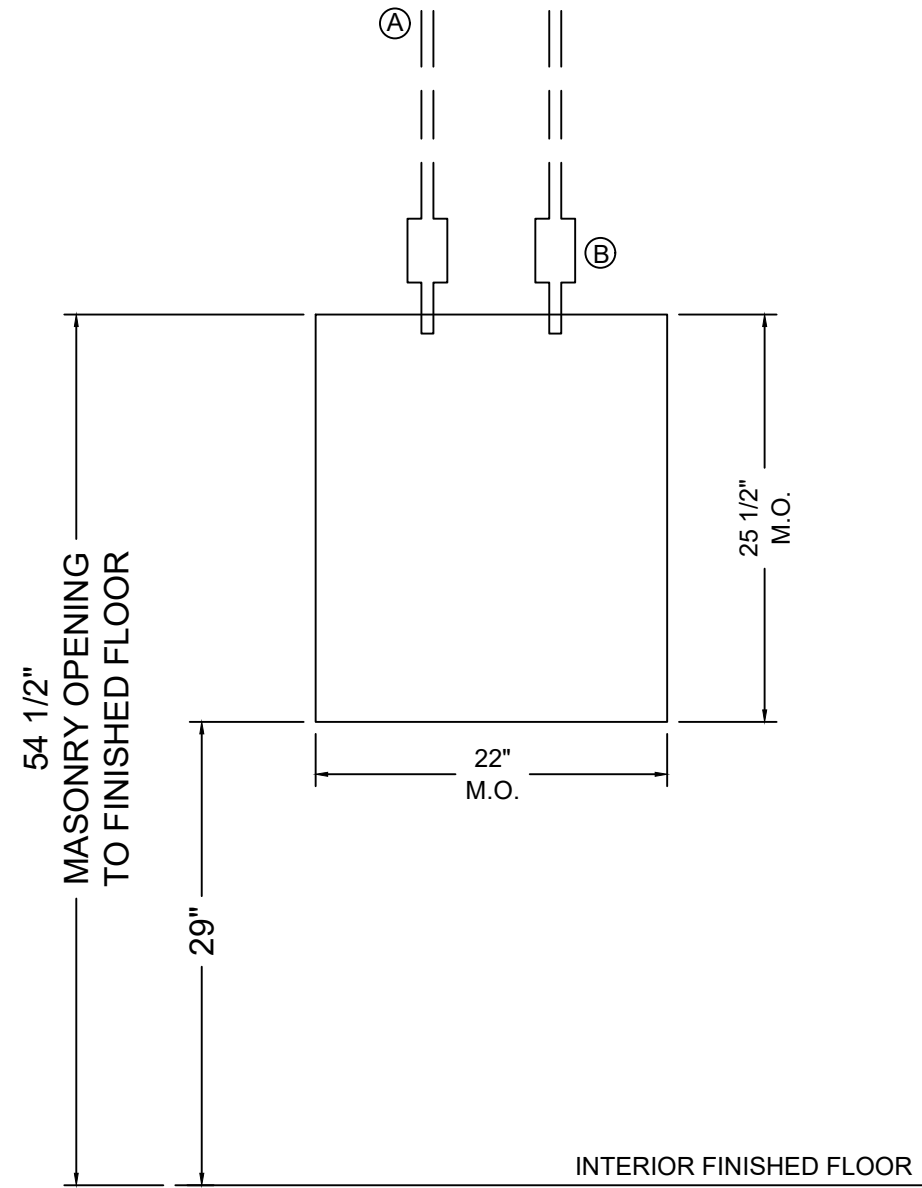 A
B
54 1/2"
MASONRY OPENING
TO FINISHED FLOOR
25 1/2"
M.O.
22"
M.O.
29"
INTERIOR FINISHED FLOOR